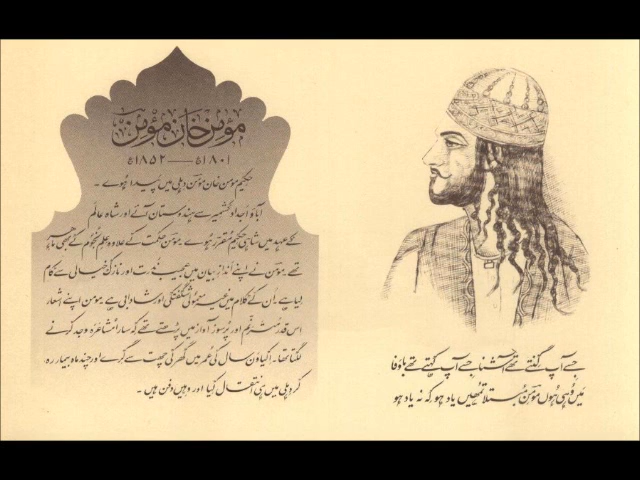 مومن خان مومن
۱۸۰۱ء — ۱۸۵۲ء
حکیم مومن خان مومن دہلی میں پیدا ہوئے ۔
آباؤ اجداد کشمیر سے ہندوستان آئے اور شاہ عالم
کے عہد میں شاہی حکیم مقرر ہوئے ۔ مومن حکمت کے علاوہ علم نجوم کے بھی ماہر
تھے ۔ مومن نے اپنے انداز بیان میں عجیب ندرت اور نازک خیالی سے کام
لیا ہے ۔ اُن کے کلام میں شگفتگی اور شادابی ہے ۔ مومن اپنے اشعار
اس قدر مترنم اور پُرسوز آواز میں پڑھتے تھے کہ سارا مشاعرہ وجد کرنے
لگتا تھا ۔ اکیاون سال کی عمر میں گھر کی چھت سے گرے اور چند ماہ بیمار رہ
کر دہلی میں ہی انتقال کیا اور وہیں دفن ہیں ۔
جسے آپ گنتے تھے آشنا جسے آپ کہتے تھے باوفا
میں وہی ہوں مومن مبتلا تمہیں یاد ہو کہ نہ یاد ہو